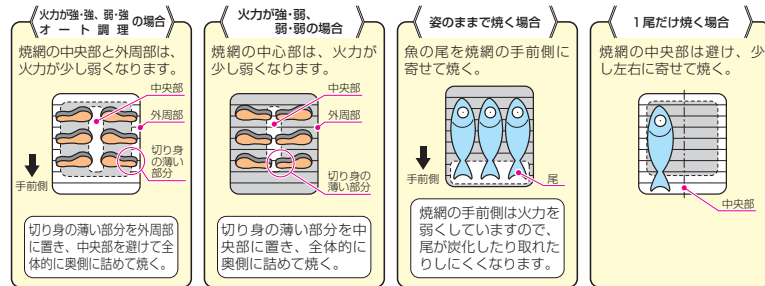 火力が強・強、弱・強
オート調理の場合
焼網の中央部と外周部は、
火力が少し弱くなります。
中央部
外周部
切り身
の薄い
部分
手前側
切り身の薄い部分を外周部
に置き、中央部を避けて全
体的に奥側に詰めて焼く。
火力が強・弱、
弱・弱の場合
焼網の中心部は、火力が
少し弱くなります。
中央部
外周部
切り身の
薄い部分
切り身の薄い部分を中
央部に置き、全体的に
奥側に詰めて焼く。
姿のままで焼く場合
魚の尾を焼網の手前側に
寄せて焼く。
手前側
尾
焼網の手前側は火力を
弱くしていますので、
尾が炭化したり取れた
りしにくくなります。
1尾だけ焼く場合
焼網の中央部は避け、少
し左右に寄せて焼く。
中央部